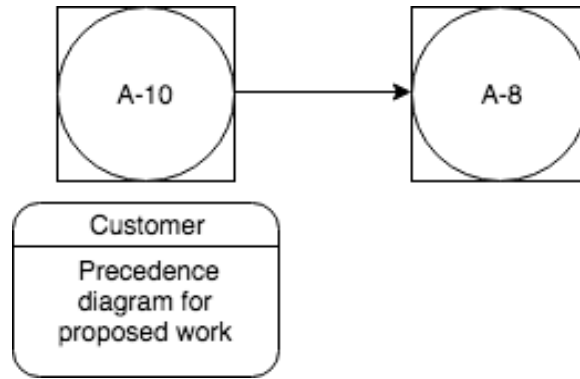 A-10
A-8
Customer
Precedence
diagram for
proposed work